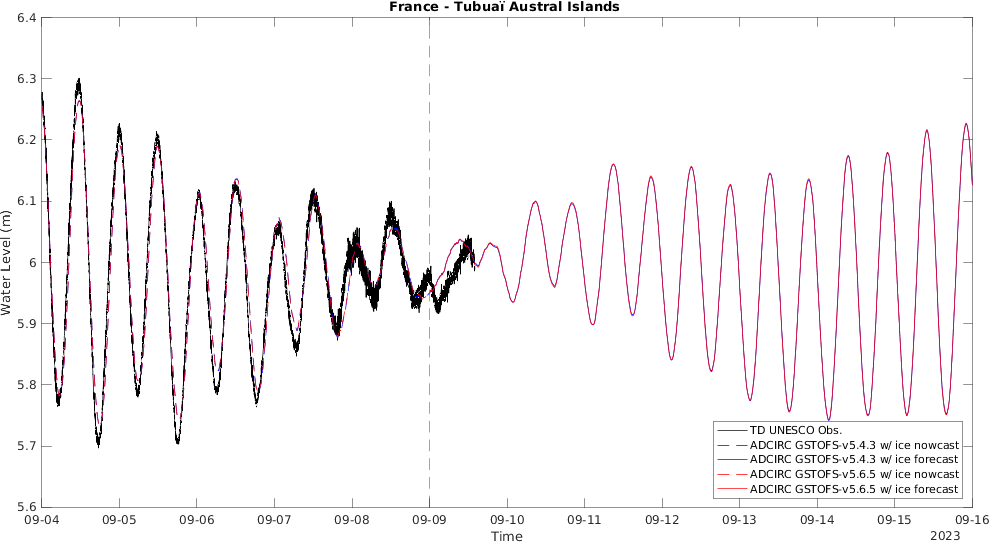 France - Tubuaï Austral Islands
Water Level (m)
6.4
6.3
6.2
6.1
6
5.9
5.8
5.7
5.6
TD UNESCO Obs.
ADCIRC GSTOFS-v5.4.3 w/ ice nowcast
ADCIRC GSTOFS-v5.4.3 w/ ice forecast
ADCIRC GSTOFS-v5.6.5 w/ ice nowcast
ADCIRC GSTOFS-v5.6.5 w/ ice forecast
09-04 09-05 09-06 09-07 09-08 09-09 09-10 09-11 09-12 09-13 09-14 09-15 09-16
Time
2023